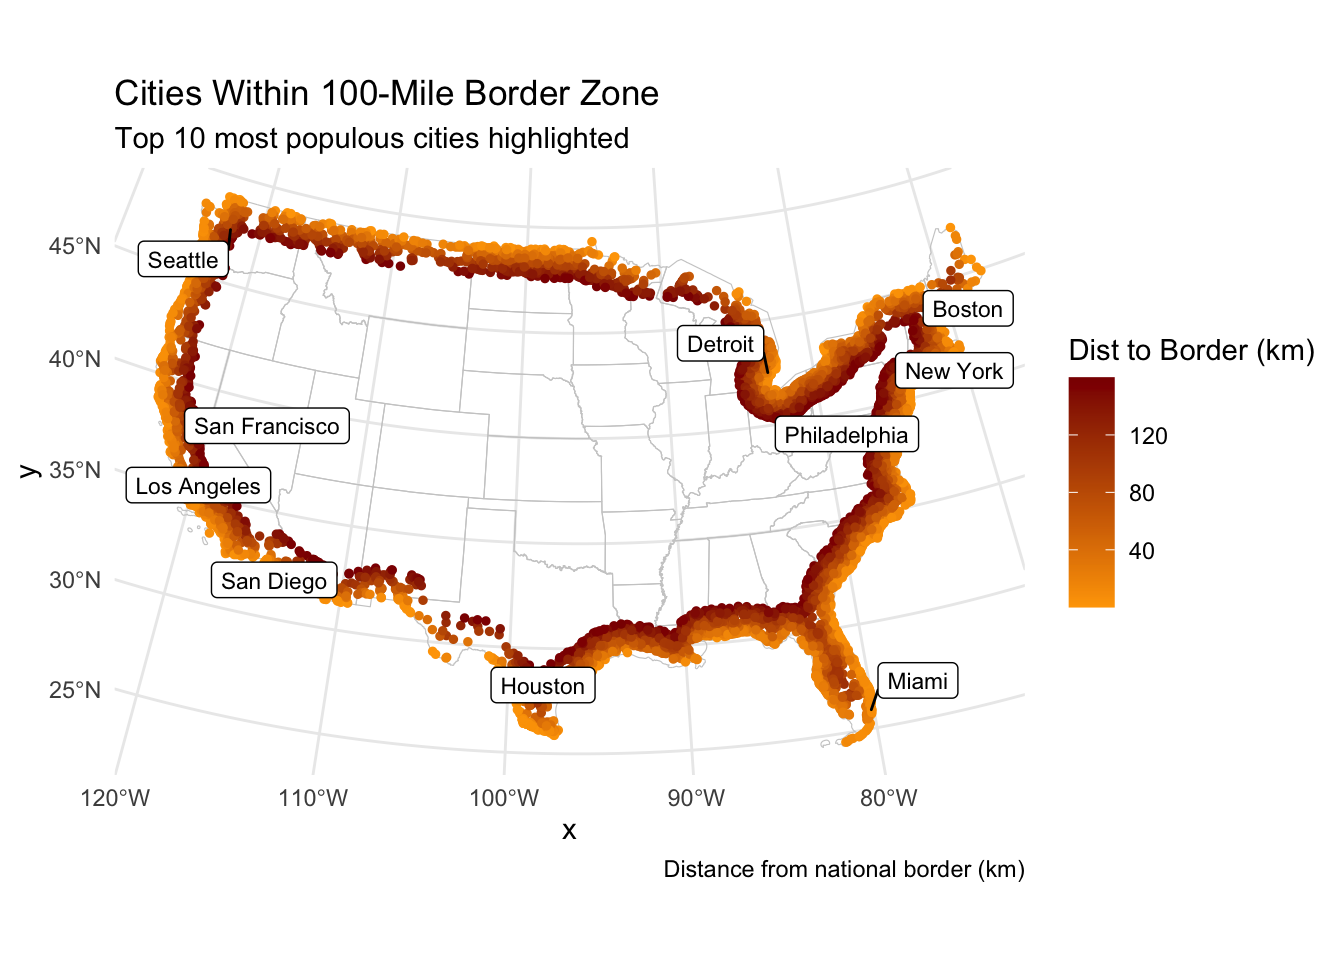 Cities Within 100-Mile Border Zone
Top 10 most populous cities highlighted
45°N
40°N
35°N
30°N
25°N
y
Seattle
Boston
Detroit
New York
San Francisco
Philadelphia
Los Angeles
San Diego
Houston
Miami
120°W
110°W
100°W
90°W
80°W
x
Distance from national border (km)
Dist to Border (km)
120
80
40